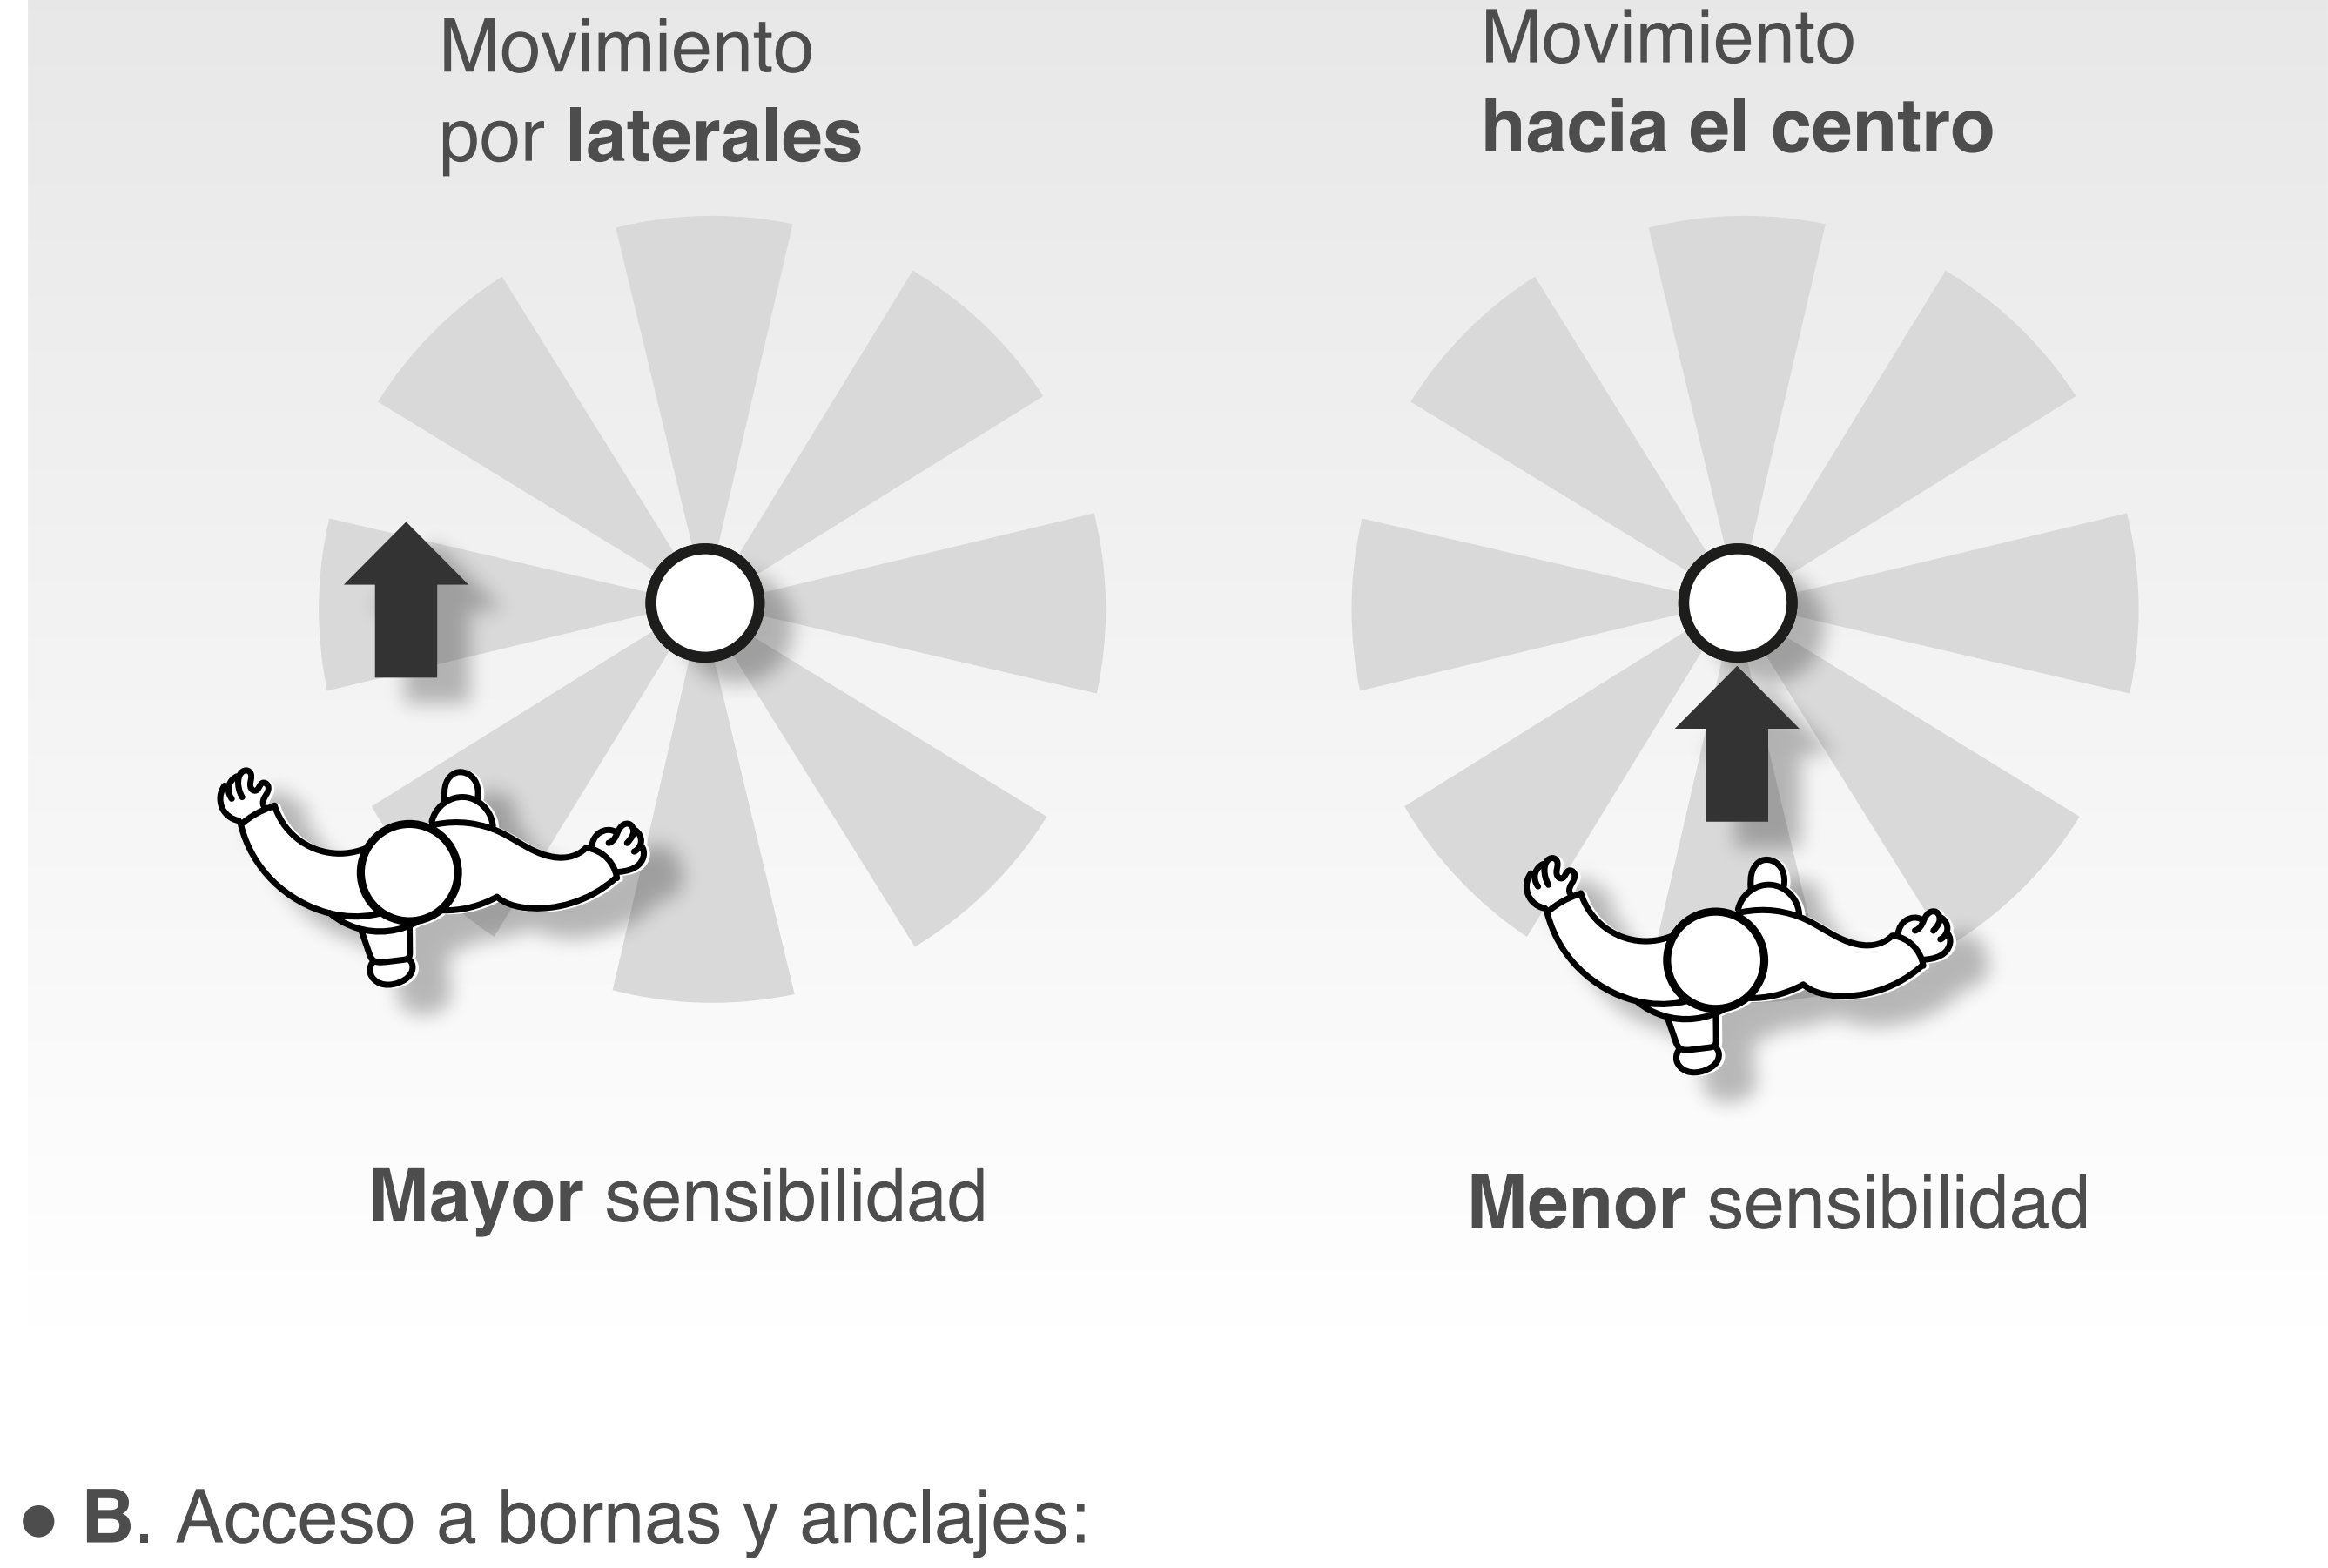 Movimiento
por laterales
Movimiento
hacia el centro
Mayor sensibilidad
Menor sensibilidad
● B. Acceso a bornas y anclajes: